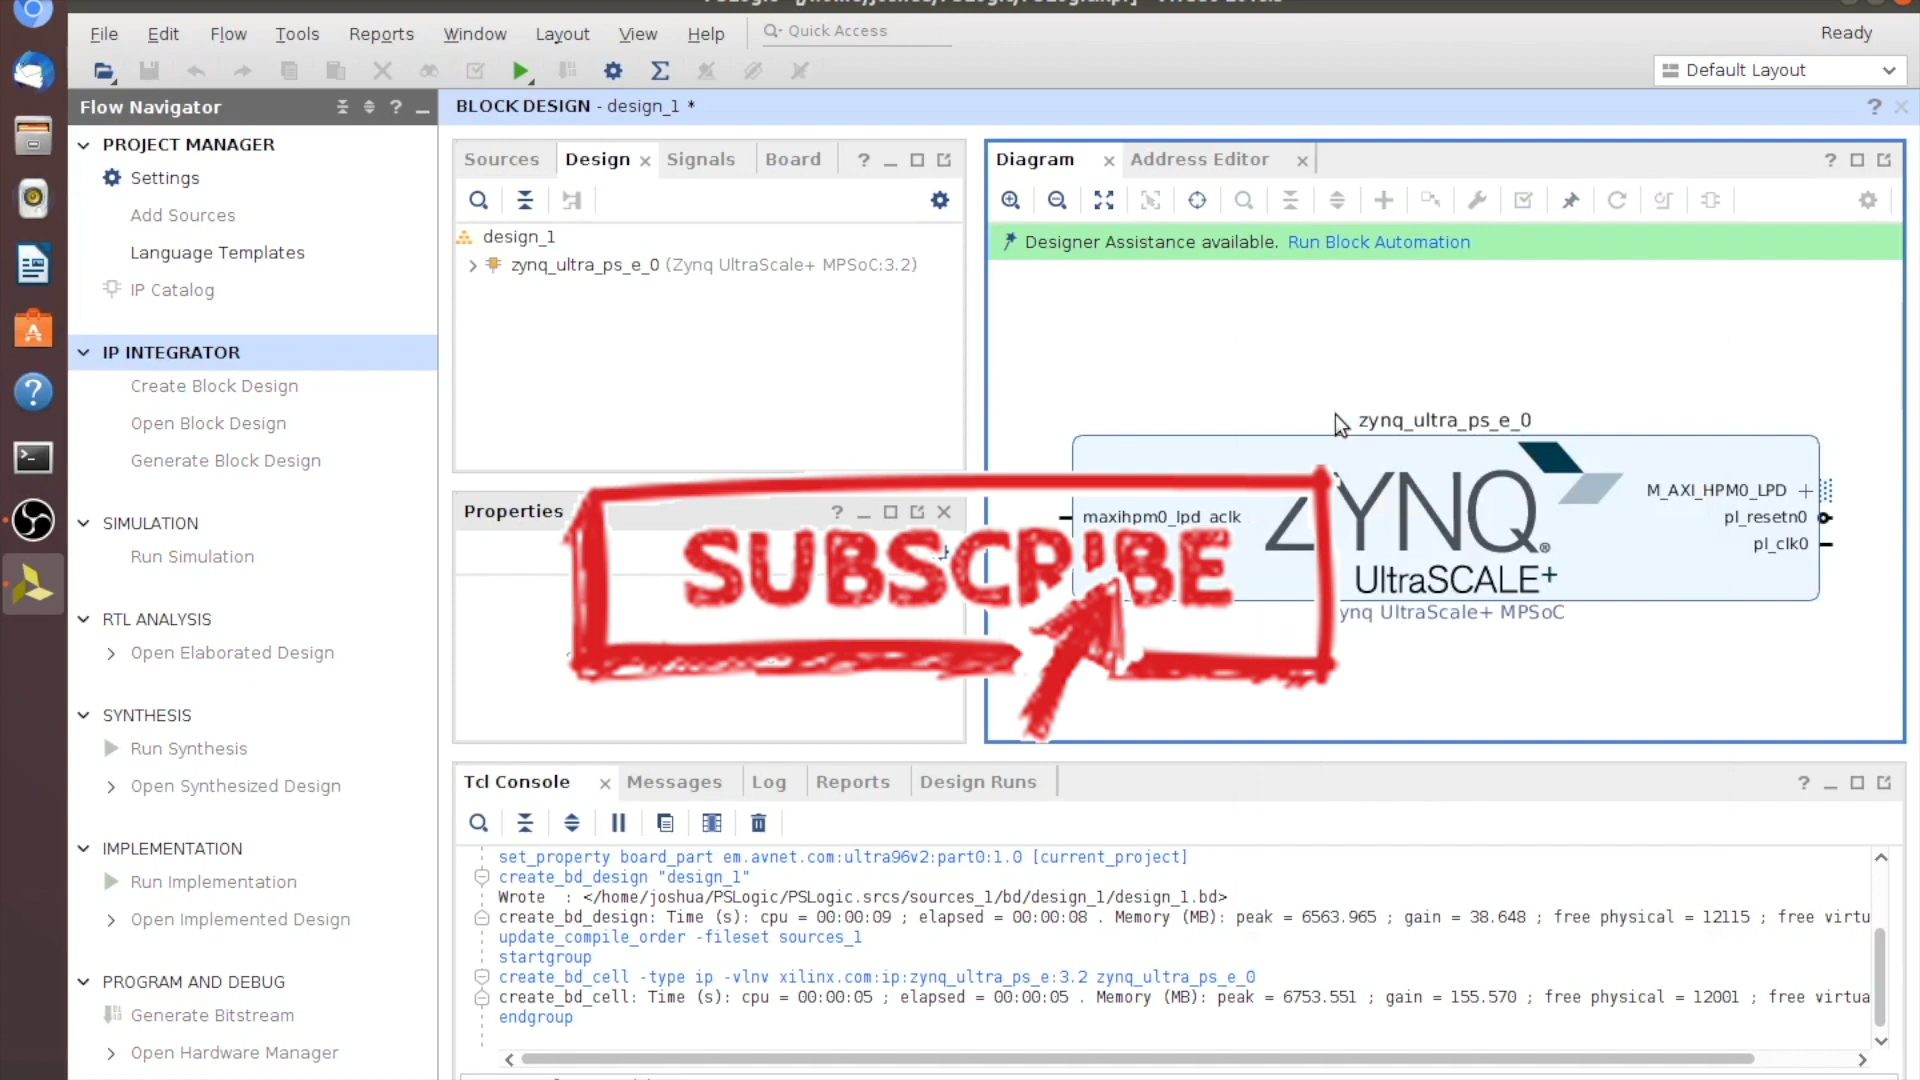 File Edit Flow Tools Reports Window Layout View Help Quick Access Ready
Default Layout
Flow Navigator
BLOCK DESIGN - design_1 *
PROJECT MANAGER
Settings
Add Sources
Language Templates
IP Catalog
IP INTEGRATOR
Create Block Design
Open Block Design
Generate Block Design
SIMULATION
Run Simulation
RTL ANALYSIS
Open Elaborated Design
SYNTHESIS
Run Synthesis
Open Synthesized Design
IMPLEMENTATION
Run Implementation
Open Implemented Design
PROGRAM AND DEBUG
Generate Bitstream
Open Hardware Manager
Sources Design Signals Board
design_1
zynq_ultra_ps_e_0 (Zynq UltraScale+ MPSoC:3.2)
Properties
Diagram Address Editor
Designer Assistance available. Run Block Automation
zynq_ultra_ps_e_0
maxihpm0_lpd_aclk
ZYNQ®
UltraSCALE+
M_AXI_HPM0_LPD
pl_resetn0
pl_clk0
ynq UltraScale+ MPSoC
SUBSCRIBE
Tcl Console Messages Log Reports Design Runs
set_property board_part em.avnet.com:ultra96v2:part0:1.0 [current_project]
create_bd_design "design_1"
Wrote : </home/joshua/PSLogic/PSLogic.srcs/sources_1/bd/design_1/design_1.bd>
create_bd_design: Time (s): cpu = 00:00:09 ; elapsed = 00:00:08 . Memory (MB): peak = 6563.965 ; gain = 38.648 ; free physical = 12115 ; free virtu
update_compile_order -fileset sources_1
startgroup
create_bd_cell -type ip -vlnv xilinx.com:ip:zynq_ultra_ps_e:3.2 zynq_ultra_ps_e_0
create_bd_cell: Time (s): cpu = 00:00:05 ; elapsed = 00:00:05 . Memory (MB): peak = 6753.551 ; gain = 155.570 ; free physical = 12001 ; free virtua
endgroup